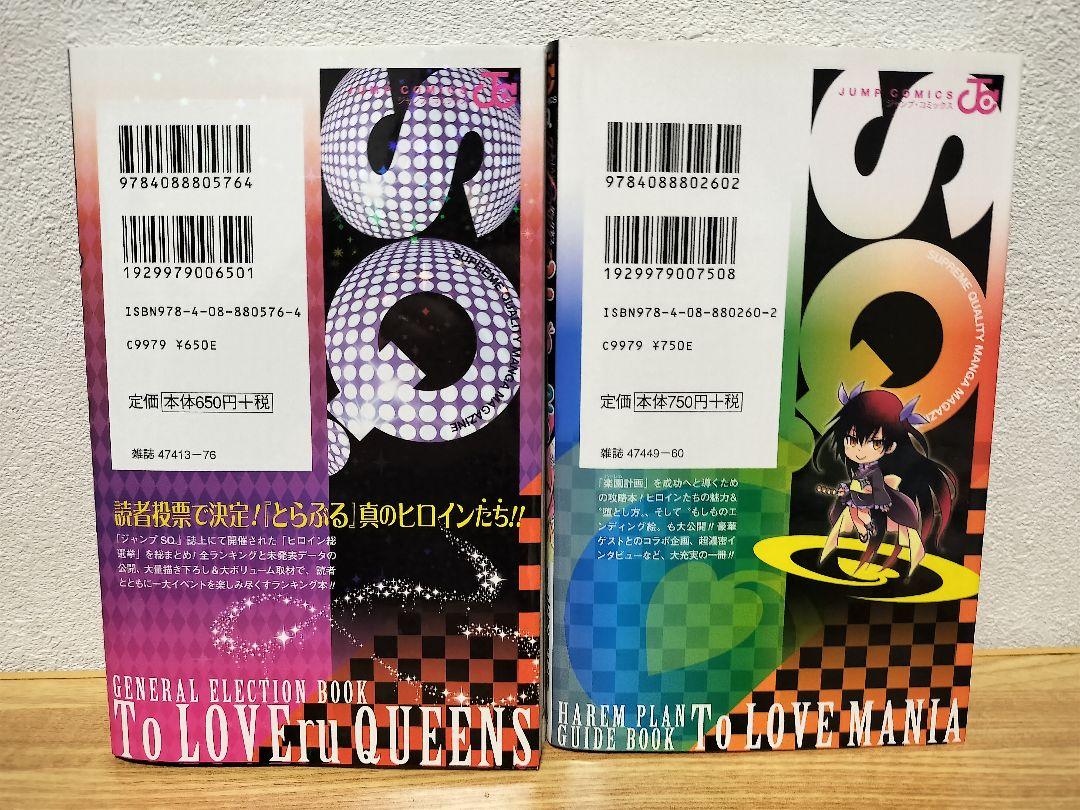 JUMP COMICS
ジャンプ・コミックス
SQ.
SUPREME QUALITY MANGA MAGAZINE
9784088805764
1929979006501
ISBN978-4-08-880576-4
C9979 ¥650E
定価 本体650円+税
雑誌 47413-76
読者投票で決定!『とらぶる』真のヒロインたち!!
「ジャンプSQ.」誌上にて開催された「ヒロイン総
選挙」を総まとめ!全ランキングと未発表データの
公開、大量描き下ろし&大ボリューム取材で、読者
とともに一大イベントを楽しみ尽くすランキング本!!
GENERAL ELECTION BOOK
To LOVEru QUEENS
JUMP COMICS
ジャンプ・コミックス
SQ.
SUPREME QUALITY MANGA MAGAZINE
9784088802602
1929979007508
ISBN978-4-08-880260-2
C9979 ¥750E
定価 本体750円+税
雑誌 47449-60
「楽園計画」を成功へと導くため
の攻略本!ヒロインたちの魅力&
"堕とし方"、そして"もしものエ
ンディング絵"も大公開!!豪華
ゲストとのコラボ企画、超濃密イ
ンタビューなど、大充実の一冊!!
HAREM PLAN
GUIDE BOOK
To LOVE MANIA